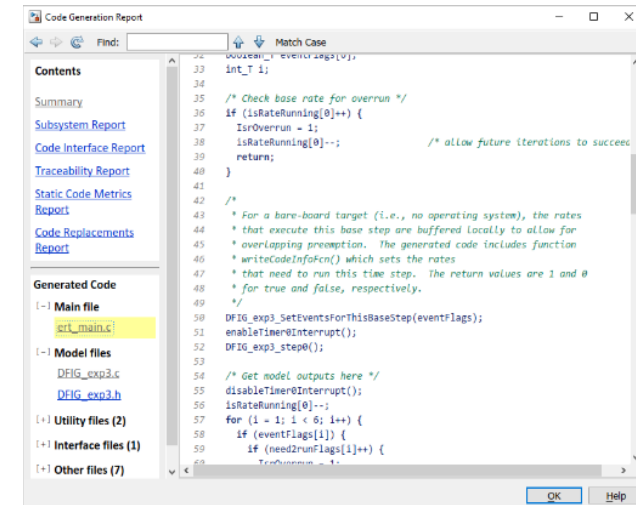 Code Generation Report
Find:
Match Case
Contents
Summary
Subsystem Report
Code Interface Report
Traceability Report
Static Code Metrics
Report
Code Replacements
Report
Generated Code
[-] Main file
ert_main.c
[-] Model files
DFIG_exp3.c
DFIG_exp3.h
[+] Utility files (2)
[+] Interface files (1)
[+] Other files (7)
32 boolean_T eventFlags[6];
33 int_T i;
34
35 /* Check base rate for overrun */
36 if (isRateRunning[0]++) {
37 IsrOverrun = 1;
38 isRateRunning[0]--; /* allow future iterations to succeed
39 return;
40 }
41
42 /*
43 * For a bare-board target (i.e., no operating system), the rates
44 * that execute this base step are buffered locally to allow for
45 * overlapping preemption. The generated code includes function
46 * writeCodeInfoFcn() which sets the rates
47 * that need to run this time step. The return values are 1 and 0
48 * for true and false, respectively.
49 */
50 DFIG_exp3_SetEventsForThisBaseStep(eventFlags);
51 enableTimer0Interrupt();
52 DFIG_exp3_step0();
53
54 /* Get model outputs here */
55 disableTimer0Interrupt();
56 isRateRunning[0]--;
57 for (i = 1; i < 6; i++) {
58 if (eventFlags[i]) {
59 if (need2runFlags[i]++) {
60 IsrOverrun = 1;
OK Help